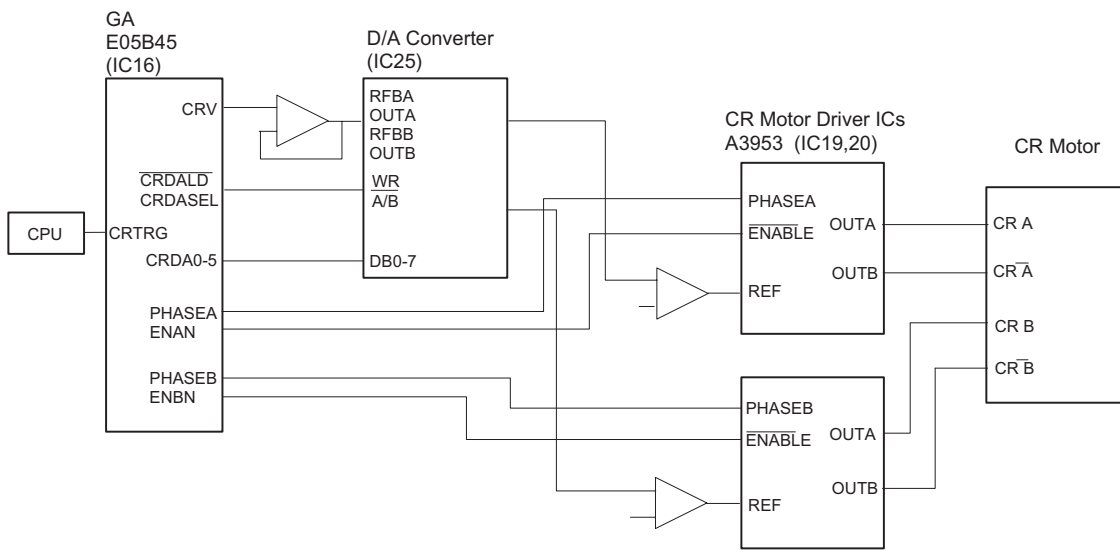 GA
E05B45
(IC16)
D/A Converter
(IC25)
CR Motor Driver ICs
A3953 (IC19,20)
CR Motor
CPU
CRV
CRDALD
CRDASEL
CRTRG
CRDA0-5
PHASEA
ENAN
PHASEB
ENBN
RFBA
OUTA
RFBB
OUTB
WR
A/B
DB0-7
PHASEA
ENABLE
REF
OUTA
OUTB
PHASEB
ENABLE
REF
OUTA
OUTB
CR A
CR A
CR B
CR B